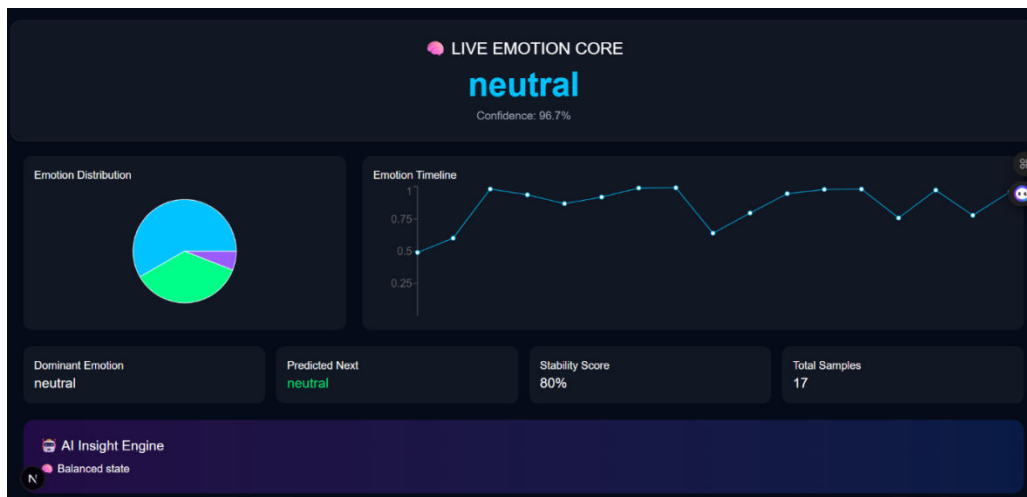 LIVE EMOTION CORE
neutral
Confidence: 96.7%
Emotion Distribution
Emotion Timeline
1
0.75
0.5
0.25
Dominant Emotion
neutral
Predicted Next
neutral
Stability Score
80%
Total Samples
17
AI Insight Engine
Balanced state
N